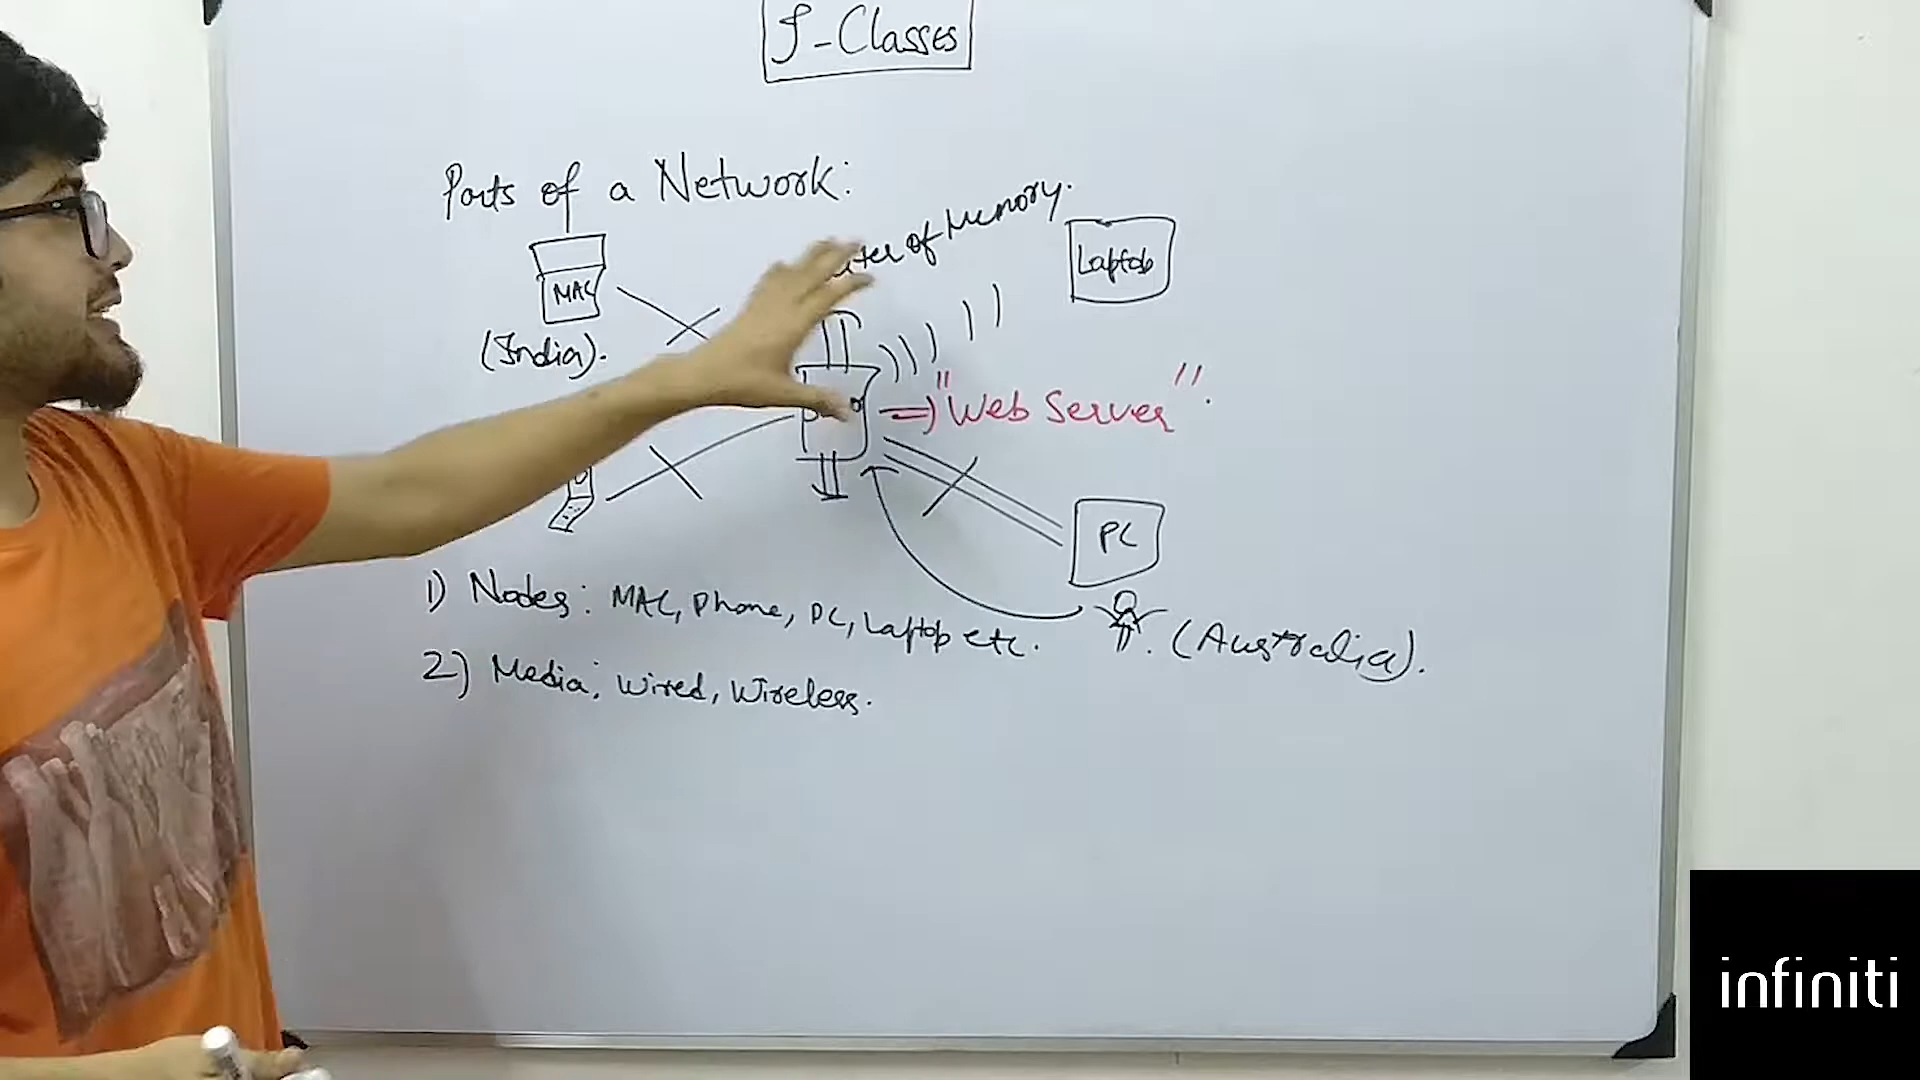 J-Classes
Parts of a Network:
of Memory.
Laptop
MAC
(India).
=> "Web Server".
PC
1) Nodes: MAC, Phone, PC, Laptop etc.
(Australia).
2) Media: Wired, Wireless.
infiniti